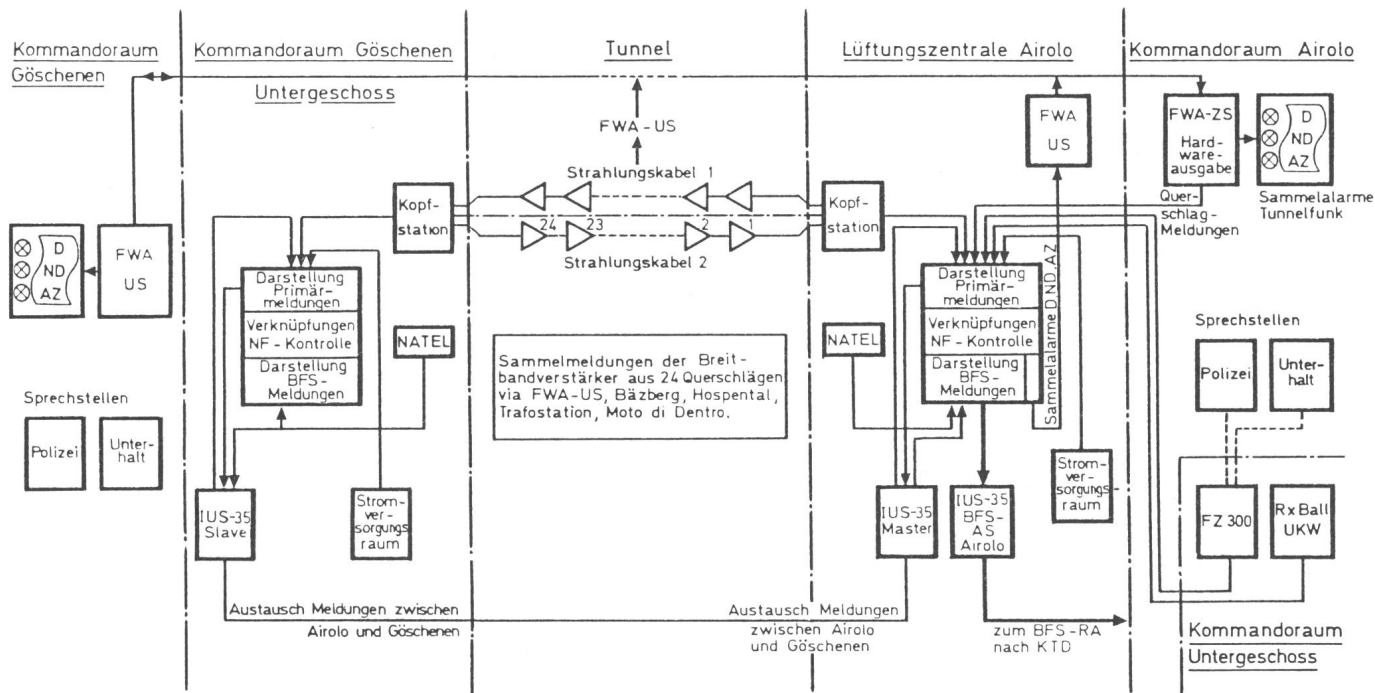 Kommandoraum
Göschenen
FWA
US
D
ND
AZ
Sprechstellen
Polizei
Unter-
halt
Kommandoraum Göschenen
Untergeschoss
Kopf-
station
Darstellung
Primär-
meldungen
Verknüpfungen
NF - Kontrolle
Darstellung
BFS-
Meldungen
NATEL
IUS-35
Slave
Strom-
ver-
sorgungs
raum
Austausch Meldungen zwischen
Airolo und Göschenen
Tunnel
FWA-US
Strahlungskabel 1
24
23
2
1
Strahlungskabel 2
Sammelmeldungen der Breit-
bandverstärker aus 24 Querschlägen
via FWA-US, Bäzberg, Hospental,
Trafostation, Moto di Dentro.
Lüftungszentrale Airolo
FWA
US
Kopf-
station
Darstellung
Primär-
meldungen
Verknüpfungen
NF - Kontrolle
Darstellung
BFS-
Meldungen
Sammelalarme D,ND,AZ
NATEL
IUS-35
Master
IUS-35
BFS-
AS
Airolo
Strom-
versorgungs-
raum
Austausch Meldungen
zwischen Airolo
und Göschenen
zum BFS-RA
nach KTD
Kommandoraum Airolo
FWA-ZS
Hard-
ware-
ausgabe
D
ND
AZ
Sammelalarme
Tunnelfunk
Quer-
schlag-
Meldungen
Sprechstellen
Polizei
Unter-
halt
FZ 300
Rx Ball
UKW
Kommandoraum
Untergeschoss